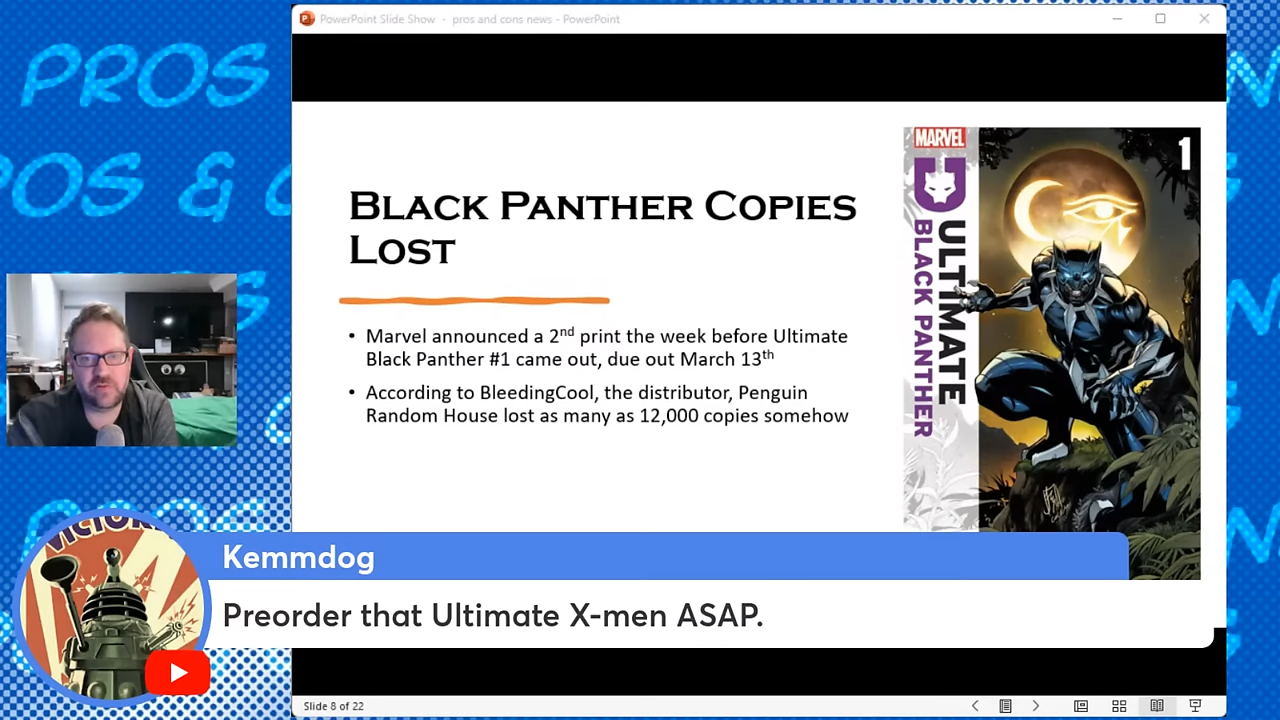 PROS
POS & C
PowerPoint Slide Show - pros and cons news - PowerPoint
BLACK PANTHER COPIES
LOST
• Marvel announced a 2nd print the week before Ultimate
Black Panther #1 came out, due out March 13th
• According to BleedingCool, the distributor, Penguin
Random House lost as many as 12,000 copies somehow
MARVEL
1
ULTIMATE
BLACK PANTHER
Kemmdog
Preorder that Ultimate X-men ASAP.
Slide 8 of 22